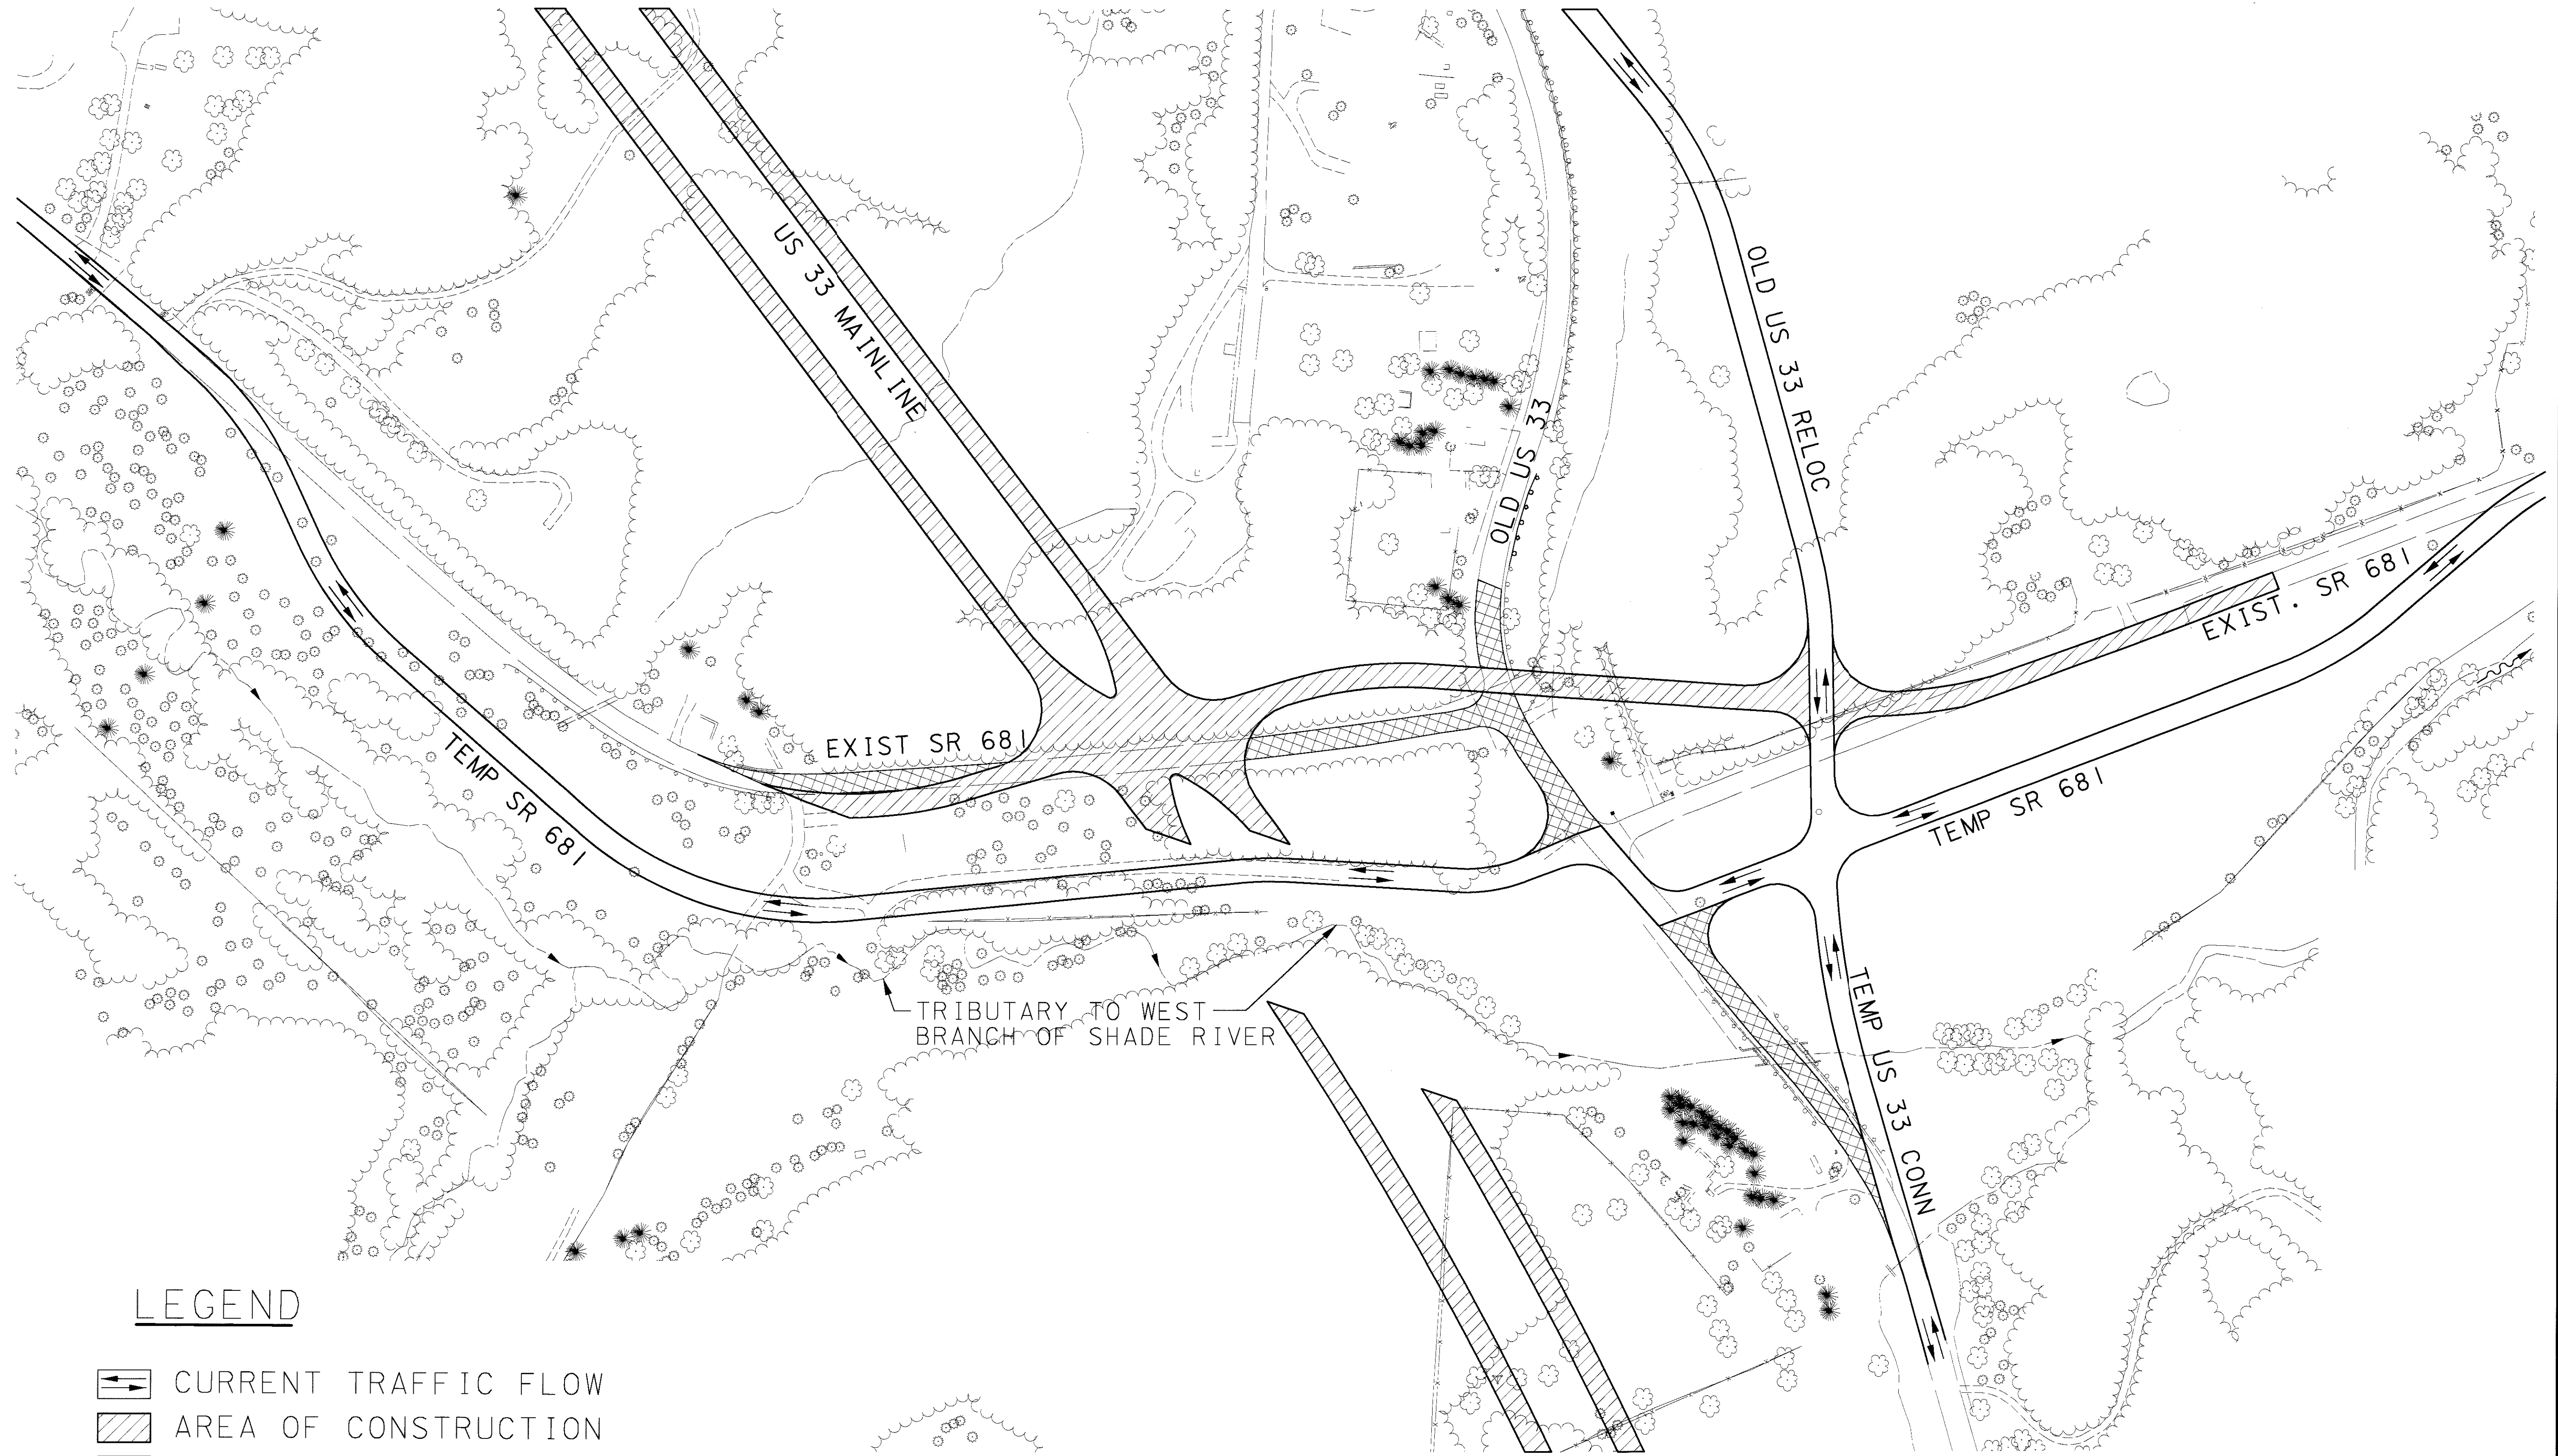 US 33 MAINLINE
OLD US 33 RELOC
OLD US 33
EXIST. SR 681
EXIST SR 681
TEMP SR 681
TEMP SR 681
TEMP US 33 CONN
TRIBUTARY TO WEST
BRANCH OF SHADE RIVER
LEGEND
CURRENT TRAFFIC FLOW
AREA OF CONSTRUCTION